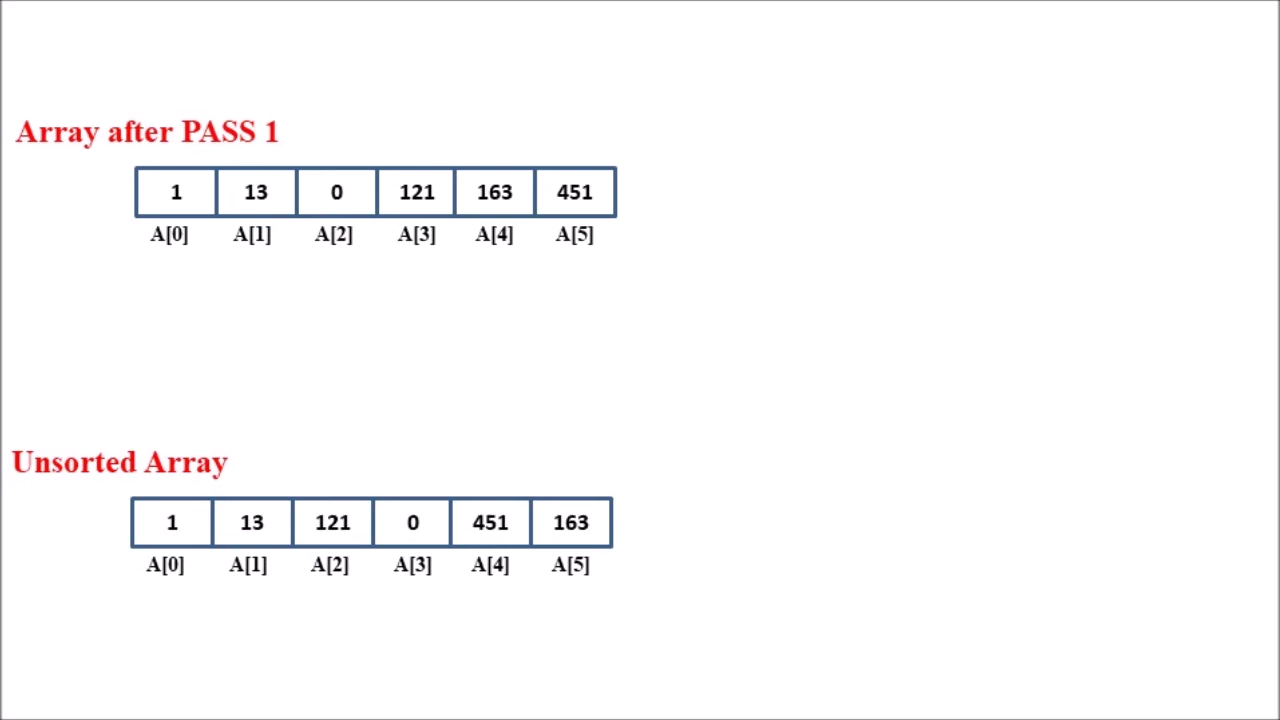 Array after PASS 1
1 13 0 121 163 451
A[0] A[1] A[2] A[3] A[4] A[5]
Unsorted Array
1 13 121 0 451 163
A[0] A[1] A[2] A[3] A[4] A[5]